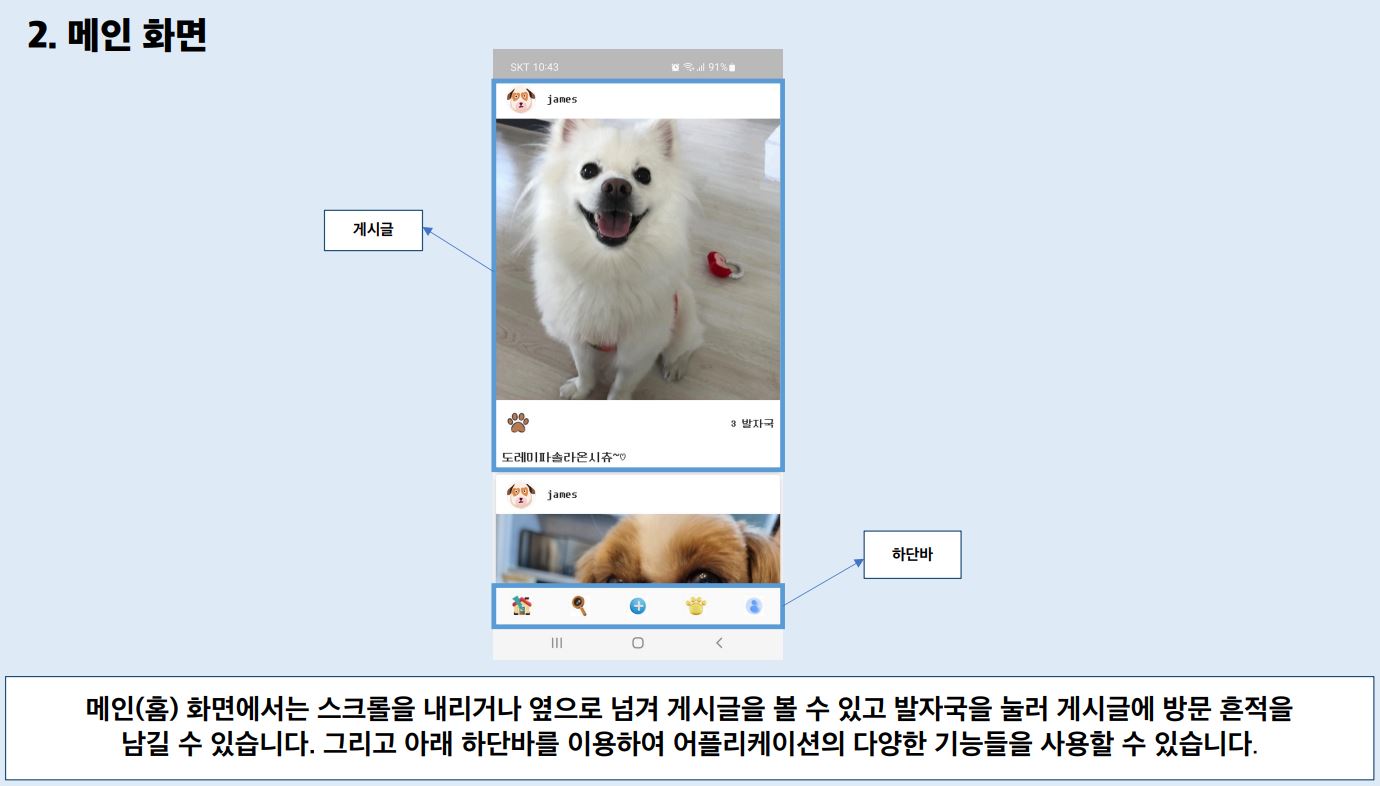 2. 메인 화면
SKT 10:43 91%
james
게시글
3 발자국
도레미파솔라온시츄~♡
james
하단바
메인(홈) 화면에서는 스크롤을 내리거나 옆으로 넘겨 게시글을 볼 수 있고 발자국을 눌러 게시글에 방문 흔적을
남길 수 있습니다. 그리고 아래 하단바를 이용하여 어플리케이션의 다양한 기능들을 사용할 수 있습니다.